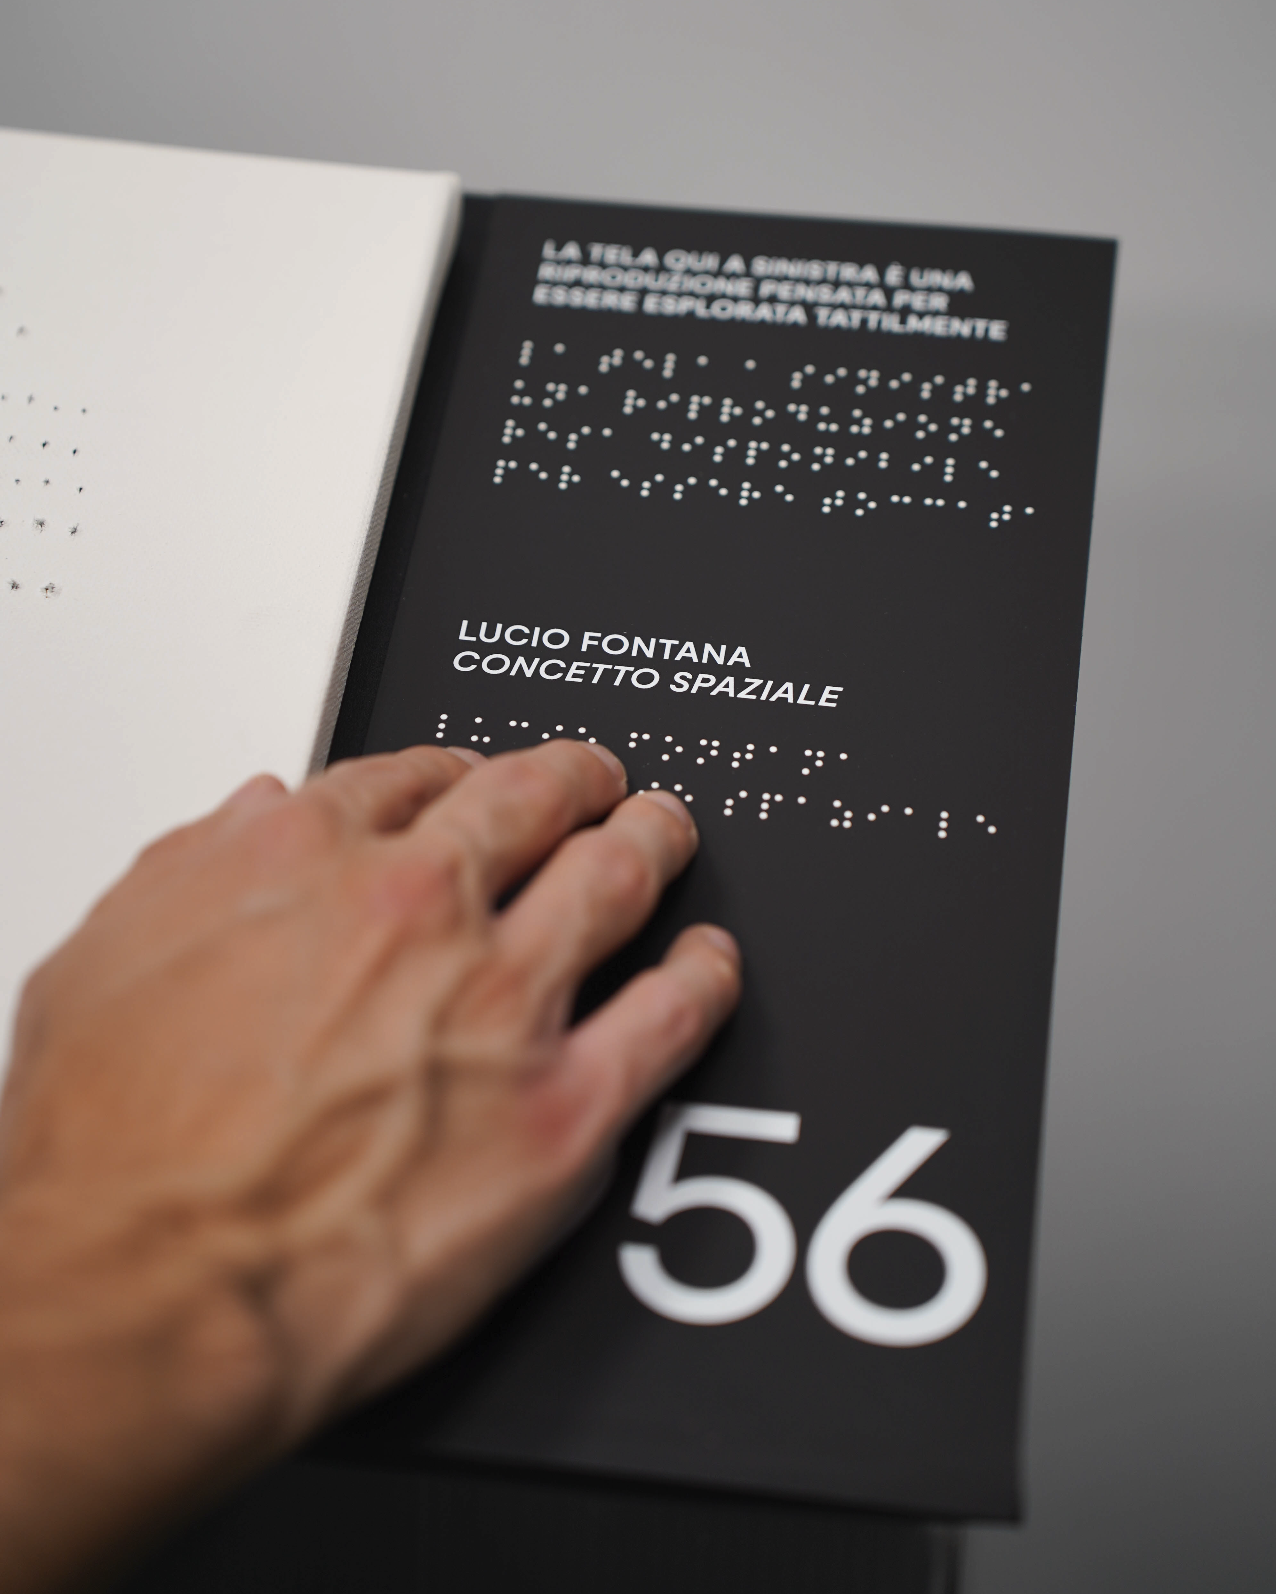 LA TELA QUI A SINISTRA È UNA
RIPRODUZIONE PENSATA PER
ESSERE ESPLORATA TATTILMENTE
⠇⠁ ⠞⠑⠇⠁ ⠁ ⠎⠊⠝⠊⠎⠞⠗⠁
⠥⠝⠁ ⠗⠊⠏⠗⠕⠙⠥⠵⠊⠕⠝⠑
⠗⠑⠎⠁ ⠙⠊⠎⠏⠕⠝⠊⠃⠊⠇⠑
⠏⠑⠗ ⠑⠎⠎⠑⠗⠑ ⠞⠕⠉⠉⠁⠞⠁
LUCIO FONTANA
CONCETTO SPAZIALE
⠇⠥⠉⠊⠕ ⠋⠕⠝⠞⠁⠝⠁
⠎⠏⠁⠵⠊⠁⠇⠑
56